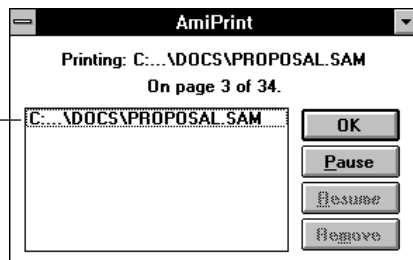 AmiPrint
Printing: C:...\DOCS\PROPOSAL.SAM
On page 3 of 34.
C:...\DOCS\PROPOSAL.SAM
OK
Pause
Resume
Remove